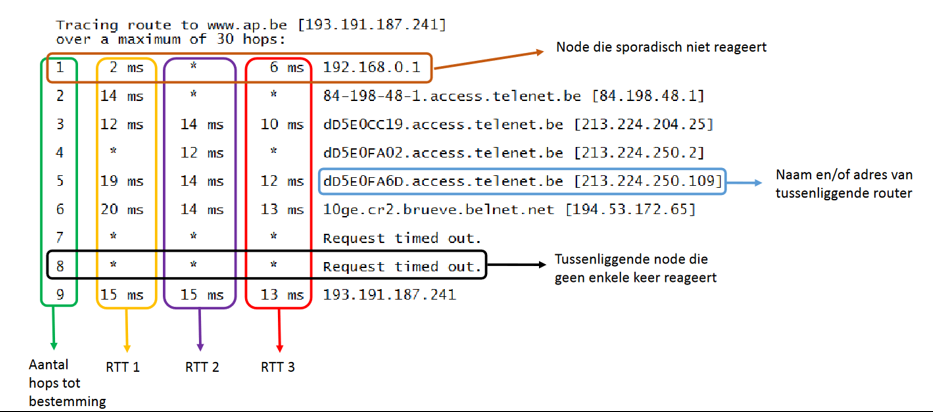 Tracing route to www.ap.be [193.191.187.241]
over a maximum of 30 hops:
1 2 ms * 6 ms 192.168.0.1
2 14 ms * * 84-198-48-1.access.telenet.be [84.198.48.1]
3 12 ms 14 ms 10 ms dD5E0CC19.access.telenet.be [213.224.204.25]
4 * 12 ms * dD5E0FA02.access.telenet.be [213.224.250.2]
5 19 ms 14 ms 12 ms dD5E0FA6D.access.telenet.be [213.224.250.109]
6 20 ms 14 ms 13 ms 10ge.cr2.brueve.belnet.net [194.53.172.65]
7 * * * Request timed out.
8 * * * Request timed out.
9 15 ms 15 ms 13 ms 193.191.187.241
Node die sporadisch niet reageert
Naam en/of adres van
tussenliggende router
Tussenliggende node die
geen enkele keer reageert
Aantal
hops tot
bestemming
RTT 1
RTT 2
RTT 3